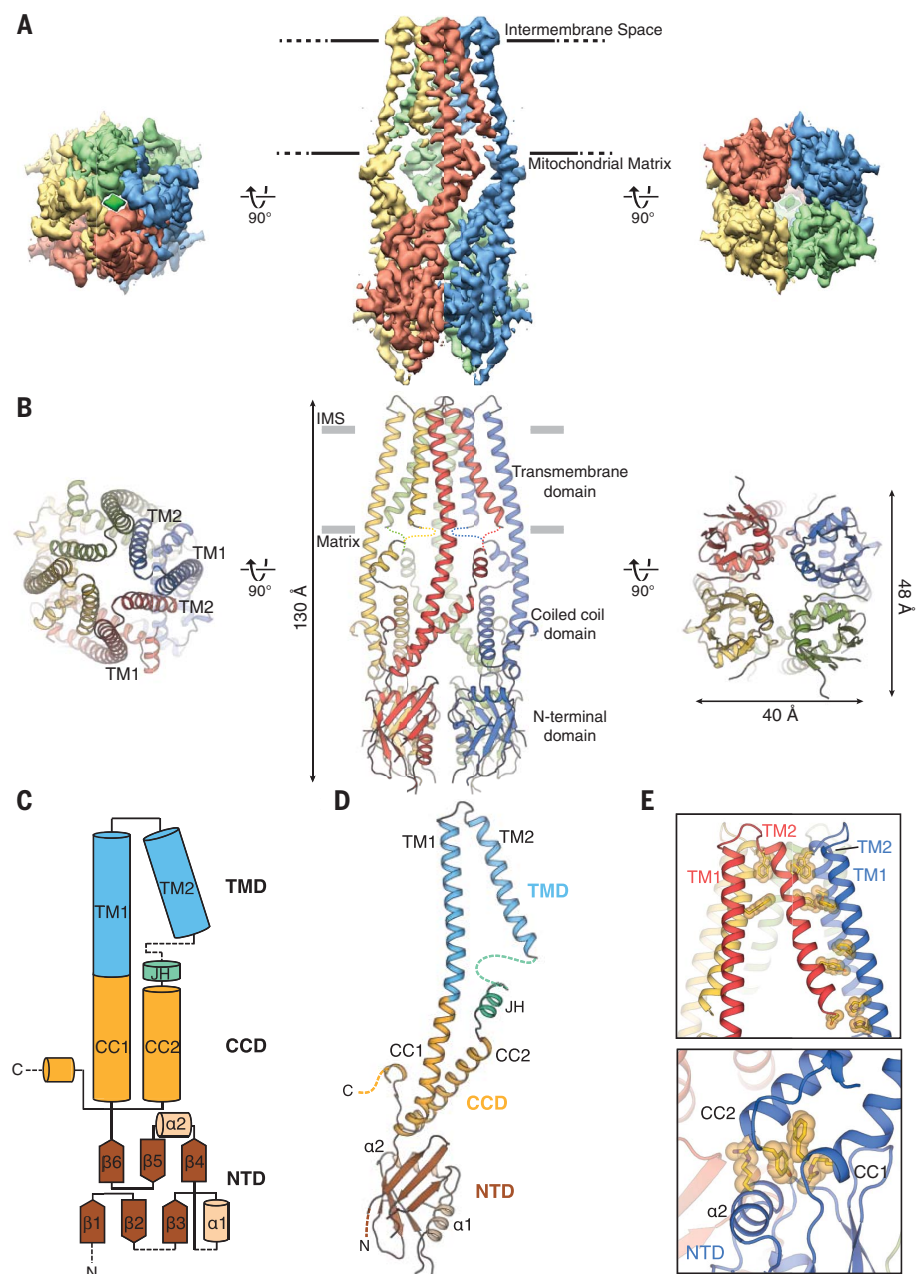 A
Intermembrane Space
Mitochondrial Matrix
90°
90°
B
IMS
Transmembrane
domain
Matrix
130 Å
Coiled coil
domain
N-terminal
domain
TM2
TM1
TM2
TM1
90°
90°
48 Å
40 Å
C
TM1
TM2
TMD
JH
CC1
CC2
CCD
C
α2
β6
β5
β4
NTD
β1
β2
β3
α1
N
D
TM1
TM2
TMD
JH
CC1
CC2
C
CCD
α2
NTD
α1
N
E
TM2
TM2
TM1
TM1
CC2
CC1
α2
NTD